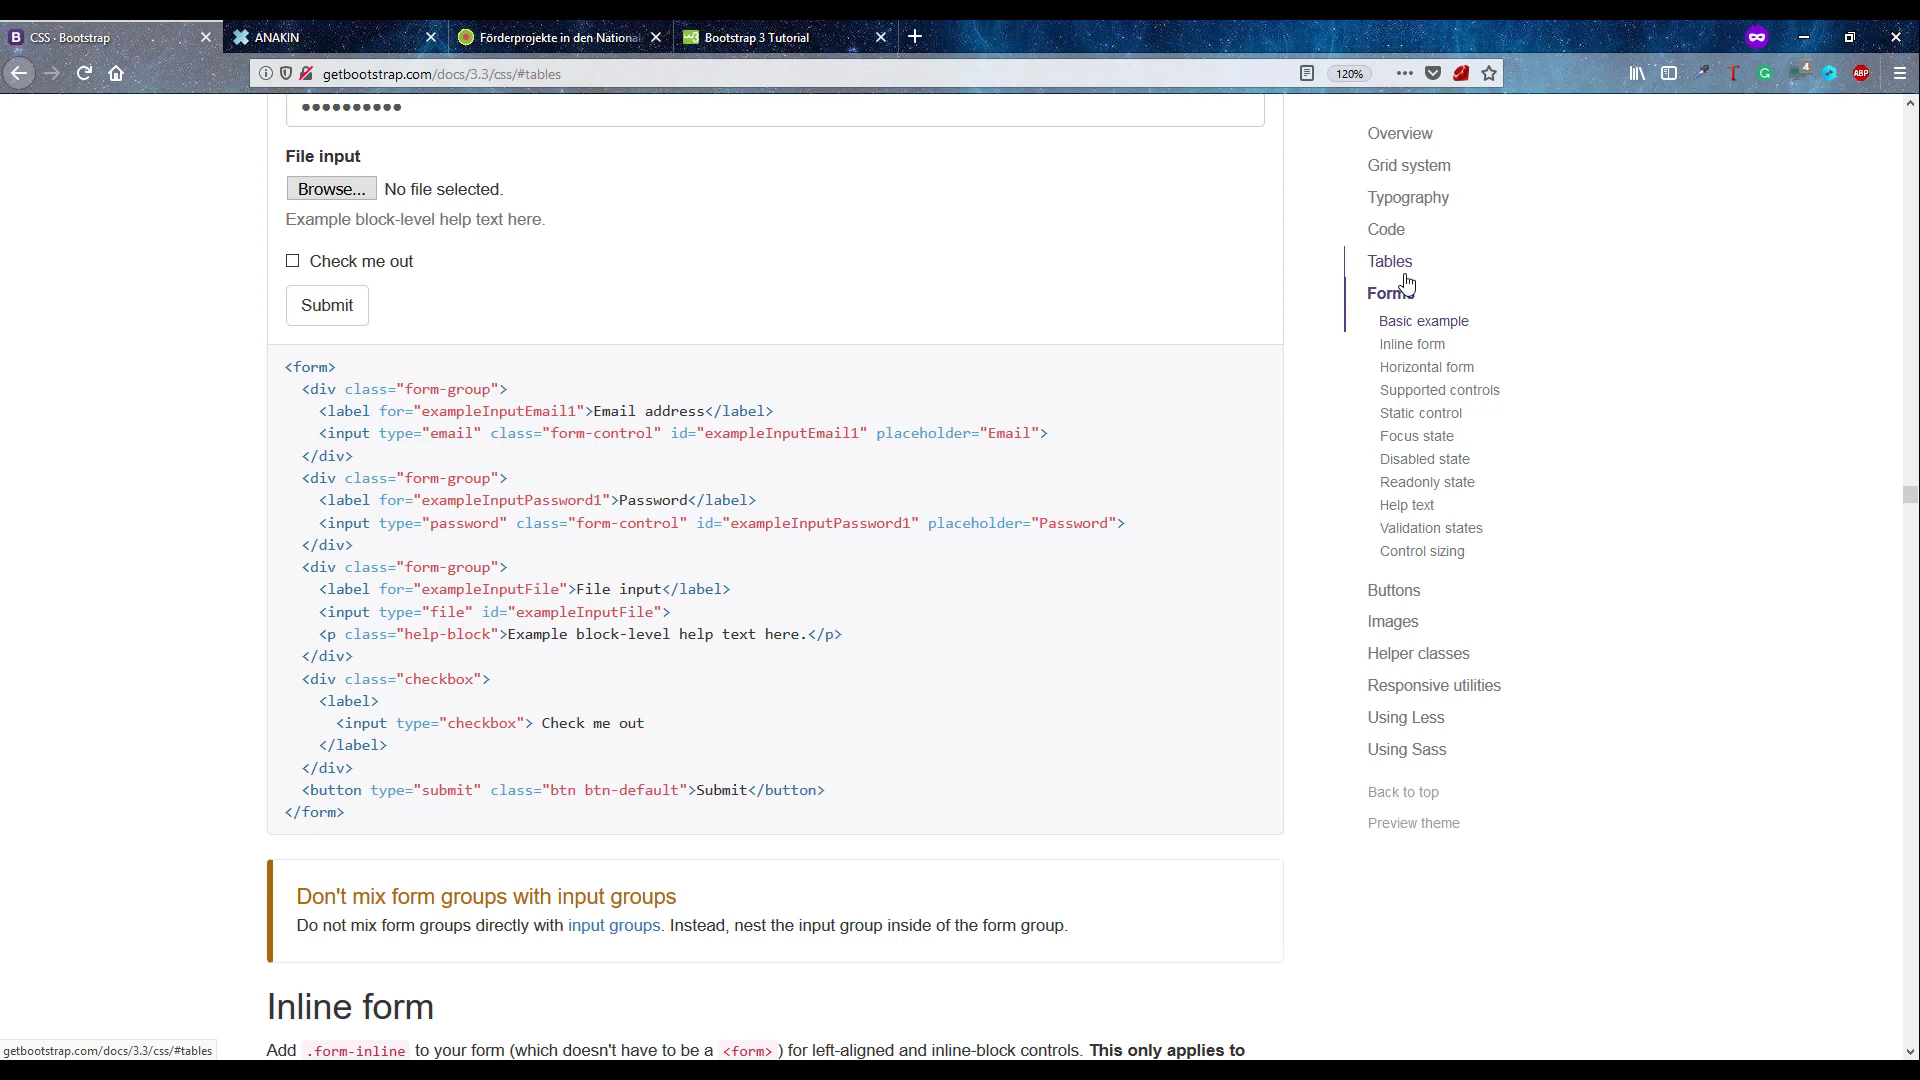 CSS · Bootstrap
ANAKIN
Förderprojekte in den Nationa
Bootstrap 3 Tutorial
getbootstrap.com/docs/3.3/css/#tables
120%
4
ABP
••••••••••
File input
Browse... No file selected.
Example block-level help text here.
Check me out
Submit
<form>
  <div class="form-group">
    <label for="exampleInputEmail1">Email address</label>
    <input type="email" class="form-control" id="exampleInputEmail1" placeholder="Email">
  </div>
  <div class="form-group">
    <label for="exampleInputPassword1">Password</label>
    <input type="password" class="form-control" id="exampleInputPassword1" placeholder="Password">
  </div>
  <div class="form-group">
    <label for="exampleInputFile">File input</label>
    <input type="file" id="exampleInputFile">
    <p class="help-block">Example block-level help text here.</p>
  </div>
  <div class="checkbox">
    <label>
      <input type="checkbox"> Check me out
    </label>
  </div>
  <button type="submit" class="btn btn-default">Submit</button>
</form>
Don't mix form groups with input groups
Do not mix form groups directly with input groups. Instead, nest the input group inside of the form group.
Inline form
Add .form-inline to your form (which doesn't have to be a <form> ) for left-aligned and inline-block controls. This only applies to
Overview
Grid system
Typography
Code
Tables
Forms
Basic example
Inline form
Horizontal form
Supported controls
Static control
Focus state
Disabled state
Readonly state
Help text
Validation states
Control sizing
Buttons
Images
Helper classes
Responsive utilities
Using Less
Using Sass
Back to top
Preview theme
getbootstrap.com/docs/3.3/css/#tables